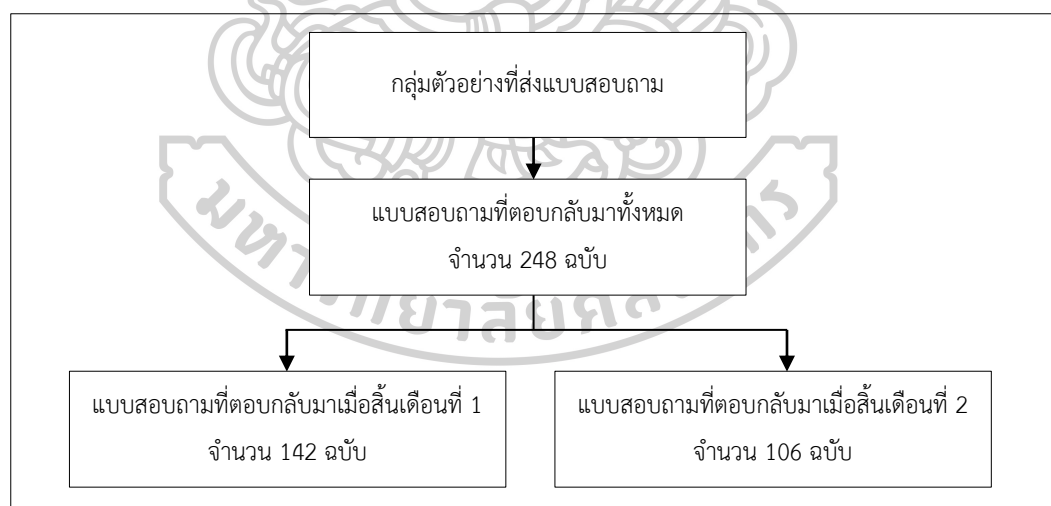 กลุ่มตัวอย่างที่ส่งแบบสอบถาม
แบบสอบถามที่ตอบกลับมาทั้งหมด
จำนวน 248 ฉบับ
แบบสอบถามที่ตอบกลับมาเมื่อสิ้นเดือนที่ 1
จำนวน 142 ฉบับ
แบบสอบถามที่ตอบกลับมาเมื่อสิ้นเดือนที่ 2
จำนวน 106 ฉบับ